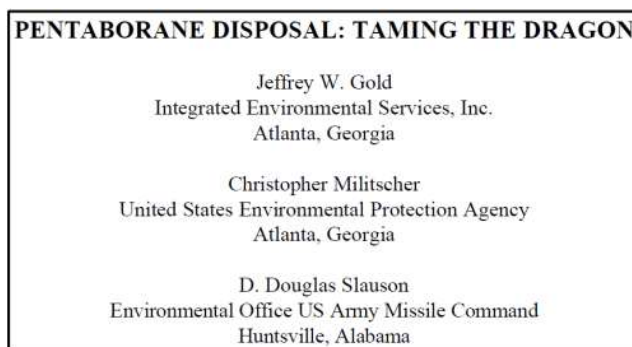 PENTABORANE DISPOSAL: TAMING THE DRAGON
Jeffrey W. Gold
Integrated Environmental Services, Inc.
Atlanta, Georgia
Christopher Militscher
United States Environmental Protection Agency
Atlanta, Georgia
D. Douglas Slauson
Environmental Office US Army Missile Command
Huntsville, Alabama